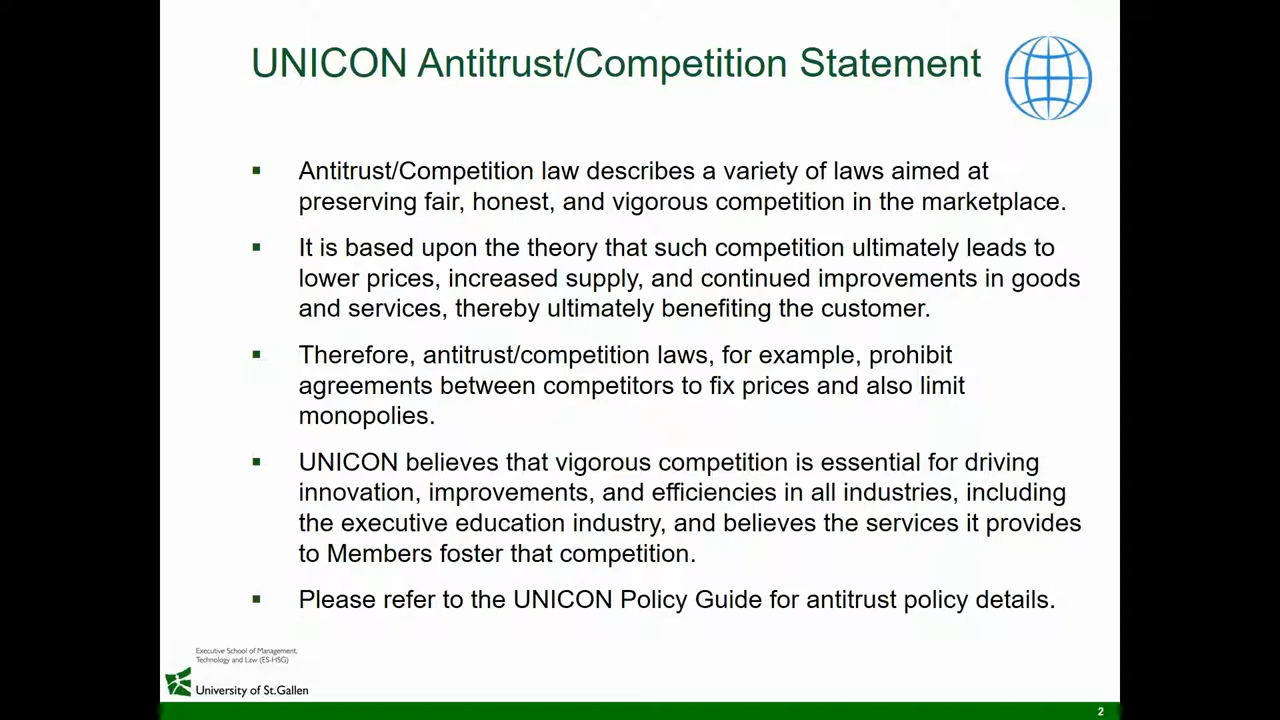 UNICON Antitrust/Competition Statement
▪ Antitrust/Competition law describes a variety of laws aimed at
preserving fair, honest, and vigorous competition in the marketplace.
▪ It is based upon the theory that such competition ultimately leads to
lower prices, increased supply, and continued improvements in goods
and services, thereby ultimately benefiting the customer.
▪ Therefore, antitrust/competition laws, for example, prohibit
agreements between competitors to fix prices and also limit
monopolies.
▪ UNICON believes that vigorous competition is essential for driving
innovation, improvements, and efficiencies in all industries, including
the executive education industry, and believes the services it provides
to Members foster that competition.
▪ Please refer to the UNICON Policy Guide for antitrust policy details.
Executive School of Management,
Technology and Law (ES-HSG)
University of St.Gallen
2